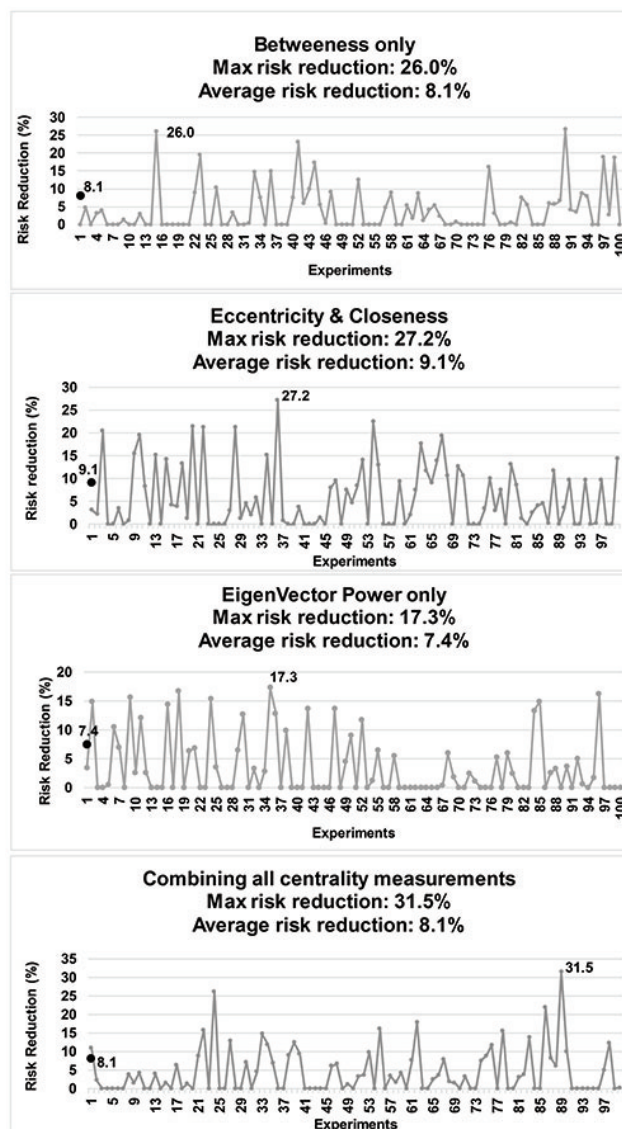 Betweeness only
Max risk reduction: 26.0%
Average risk reduction: 8.1%
Risk Reduction (%)
30
25
20
15
10
5
0
26.0
8.1
1 4 7 10 13 16 19 22 25 28 31 34 37 40 43 46 49 52 55 58 61 64 67 70 73 76 79 82 85 88 91 94 97 100
Experiments
Eccentricity & Closeness
Max risk reduction: 27.2%
Average risk reduction: 9.1%
Risk reduction (%)
30
25
20
15
10
5
0
27.2
9.1
1 5 9 13 17 21 25 29 33 37 41 45 49 53 57 61 65 69 73 77 81 85 89 93 97
Experiments
EigenVector Power only
Max risk reduction: 17.3%
Average risk reduction: 7.4%
Risk Reduction (%)
20
15
10
5
0
17.3
7.4
1 4 7 10 13 16 19 22 25 28 31 34 37 40 43 46 49 52 55 58 61 64 67 70 73 76 79 82 85 88 91 94 97 100
Experiments
Combining all centrality measurements
Max risk reduction: 31.5%
Average risk reduction: 8.1%
Risk Reduction (%)
35
30
25
20
15
10
5
0
31.5
8.1
1 5 9 13 17 21 25 29 33 37 41 45 49 53 57 61 65 69 73 77 81 85 89 93 97
Experiments